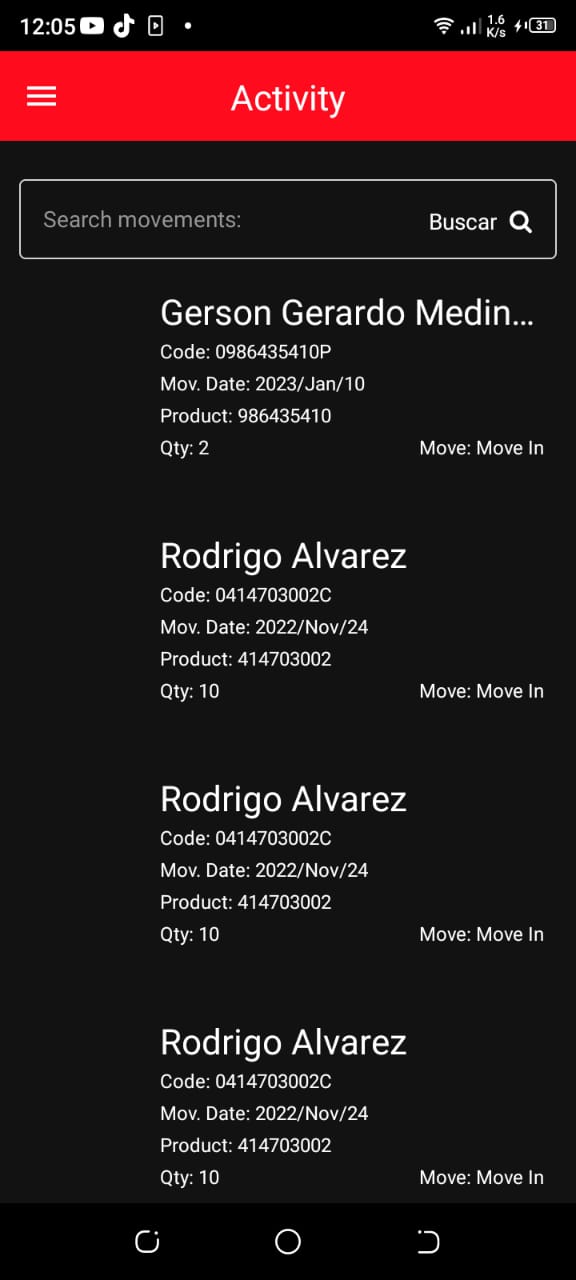 12:05
1.6
K/s
31
Activity
Search movements:
Buscar
Gerson Gerardo Medin...
Code: 0986435410P
Mov. Date: 2023/Jan/10
Product: 986435410
Qty: 2 Move: Move In
Rodrigo Alvarez
Code: 0414703002C
Mov. Date: 2022/Nov/24
Product: 414703002
Qty: 10 Move: Move In
Rodrigo Alvarez
Code: 0414703002C
Mov. Date: 2022/Nov/24
Product: 414703002
Qty: 10 Move: Move In
Rodrigo Alvarez
Code: 0414703002C
Mov. Date: 2022/Nov/24
Product: 414703002
Qty: 10 Move: Move In